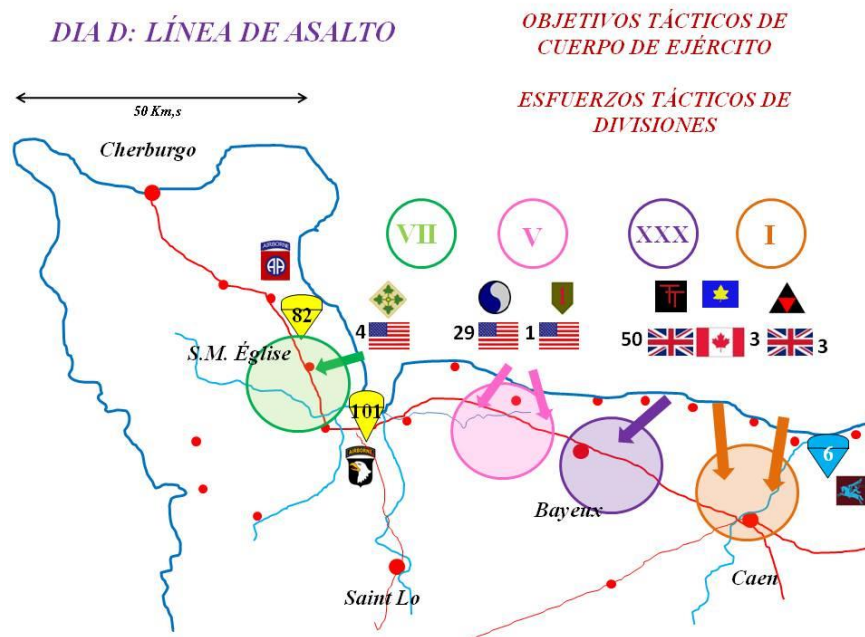 DIA D: LÍNEA DE ASALTO
OBJETIVOS TÁCTICOS DE
CUERPO DE EJÉRCITO
ESFUERZOS TÁCTICOS DE
DIVISIONES
50 Km,s
Cherburgo
VII
V
XXX
I
AIRBORNE
AA
82
4
29
1
1
50
3
3
S.M. Église
101
AIRBORNE
6
Bayeux
Saint Lo
Caen